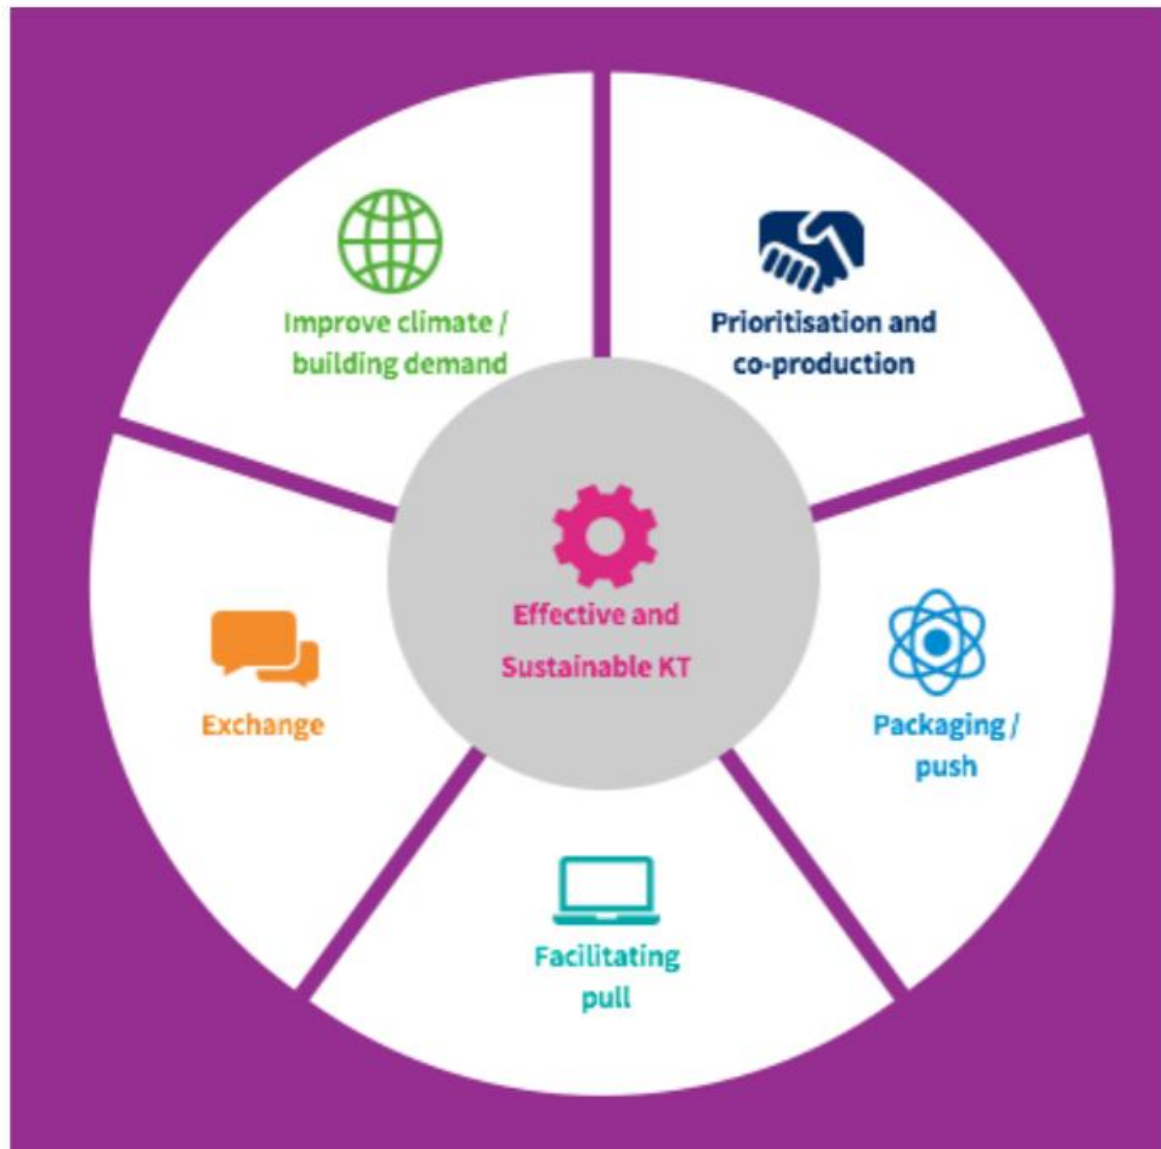 Improve climate /
building demand
Prioritisation and
co-production
Effective and
Sustainable KT
Exchange
Packaging /
push
Facilitating
pull